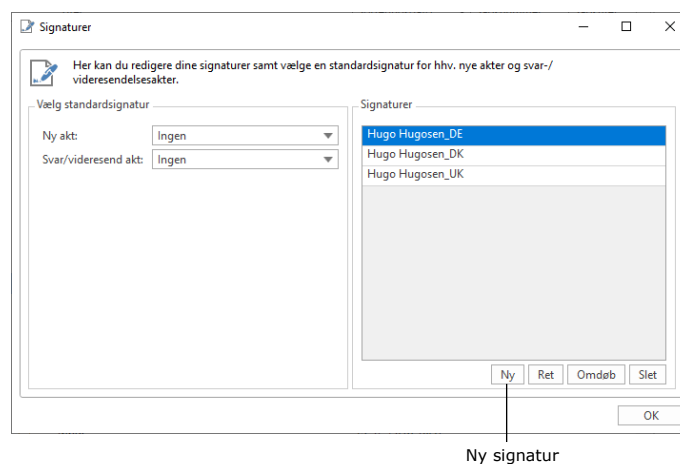 Signaturer
Her kan du redigere dine signaturer samt vælge en standardsignatur for hhv. nye akter og svar-/
videresendelsesakter.
Vælg standardsignatur
Ny akt: Ingen
Svar/videresend akt: Ingen
Signaturer
Hugo Hugosen_DE
Hugo Hugosen_DK
Hugo Hugosen_UK
Ny Ret Omdøb Slet
OK
Ny signatur